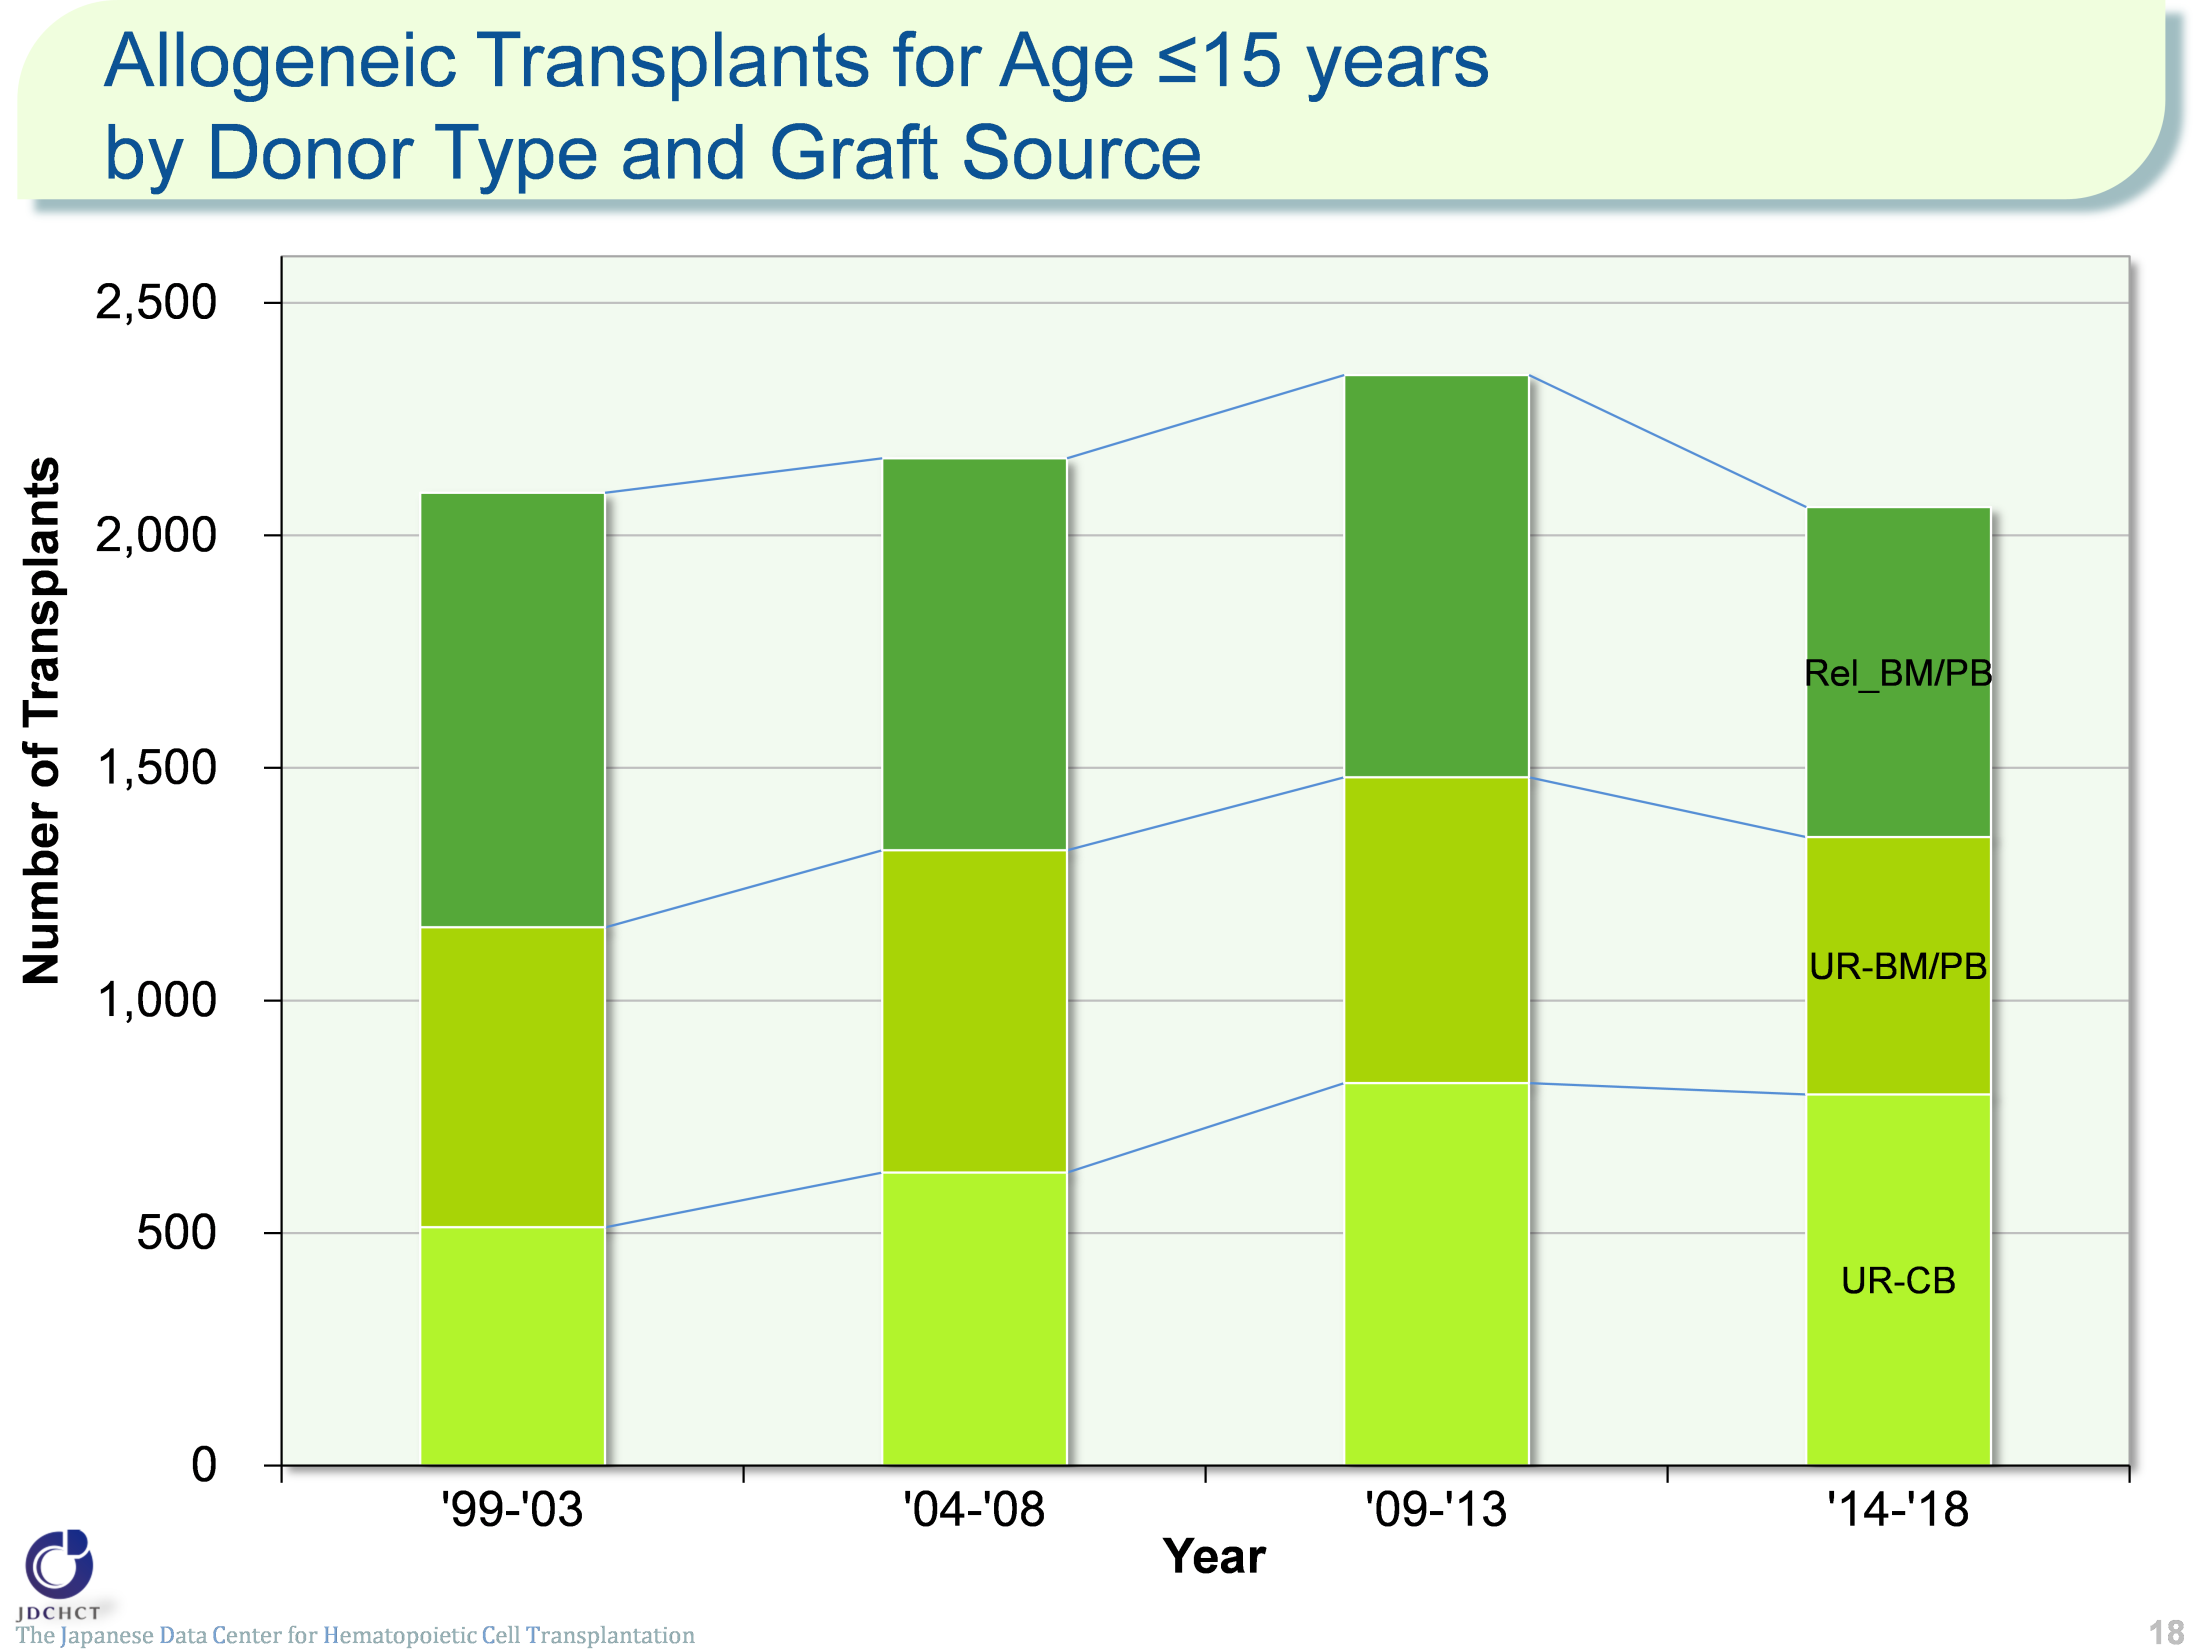 Allogeneic Transplants for Age ≤15 years
by Donor Type and Graft Source
Number of Transplants
2,500
2,000
1,500
1,000
500
0
Rel_BM/PB
UR-BM/PB
UR-CB
'99-'03
'04-'08
'09-'13
'14-'18
Year
JDCHCT
The Japanese Data Center for Hematopoietic Cell Transplantation
18